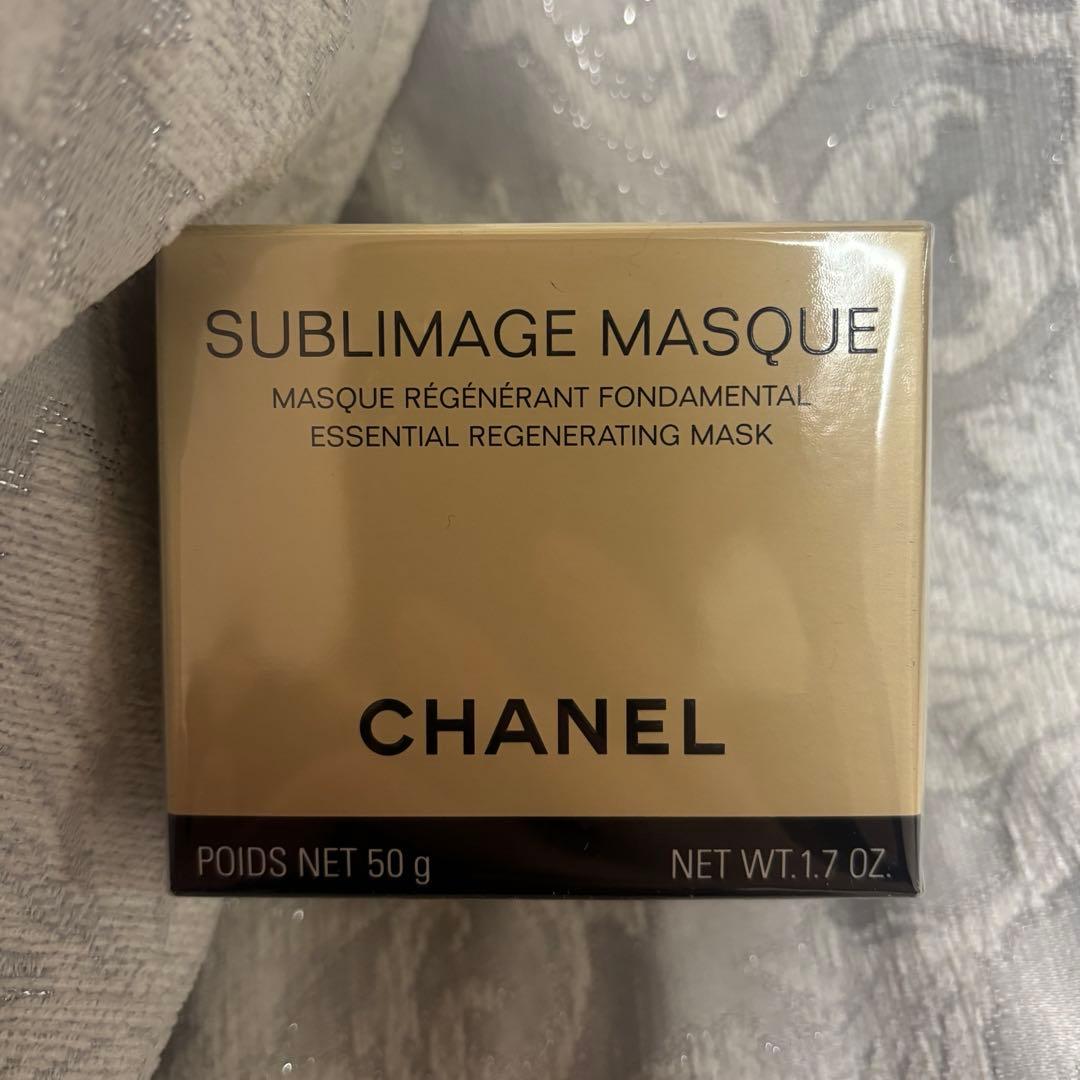 SUBLIMAGE MASQUE
MASQUE RÉGÉNÉRANT FONDAMENTAL
ESSENTIAL REGENERATING MASK
CHANEL
POIDS NET 50 g NET WT.1.7 OZ.